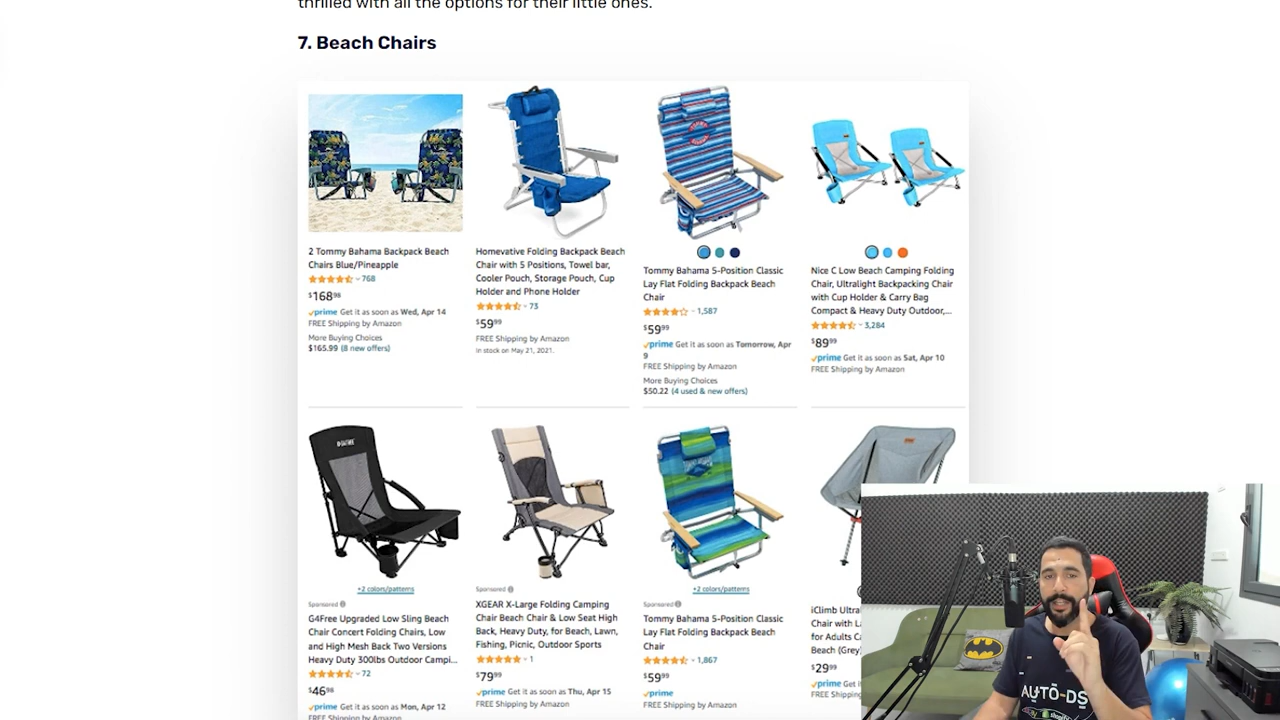 thrilled with all the options for their little ones.
7. Beach Chairs
2 Tommy Bahama Backpack Beach
Chairs Blue/Pineapple
768
$168 98
prime Get it as soon as Wed, Apr 14
FREE Shipping by Amazon
More Buying Choices
$165.99 (8 new offers)
Homevative Folding Backpack Beach
Chair with 5 Positions, Towel bar,
Cooler Pouch, Storage Pouch, Cup
Holder and Phone Holder
73
$59 99
FREE Shipping by Amazon
In stock on May 21, 2021.
Tommy Bahama 5-Position Classic
Lay Flat Folding Backpack Beach
Chair
1,587
$59 99
prime Get it as soon as Tomorrow, Apr
9
FREE Shipping by Amazon
More Buying Choices
$50.22 (4 used & new offers)
Nice C Low Beach Camping Folding
Chair, Ultralight Backpacking Chair
with Cup Holder & Carry Bag
Compact & Heavy Duty Outdoor,...
3,284
$89 99
prime Get it as soon as Sat, Apr 10
FREE Shipping by Amazon
+2 colors/patterns
Sponsored
G4Free Upgraded Low Sling Beach
Chair Concert Folding Chairs, Low
and High Mesh Back Two Versions
Heavy Duty 300lbs Outdoor Campi...
72
$46 98
prime Get it as soon as Mon, Apr 12
FREE Shipping by Amazon
Sponsored
XGEAR X-Large Folding Camping
Chair Beach Chair & Low Seat High
Back, Heavy Duty, for Beach, Lawn,
Fishing, Picnic, Outdoor Sports
1
$79 99
prime Get it as soon as Thu, Apr 15
FREE Shipping by Amazon
+2 colors/patterns
Sponsored
Tommy Bahama 5-Position Classic
Lay Flat Folding Backpack Beach
Chair
1,867
$59 99
prime
FREE Shipping by Amazon
iClimb Ultra
Chair with La
for Adults Ca
Beach (Grey
$29 99
prime Get i
FREE Shipping
AUTO-DS